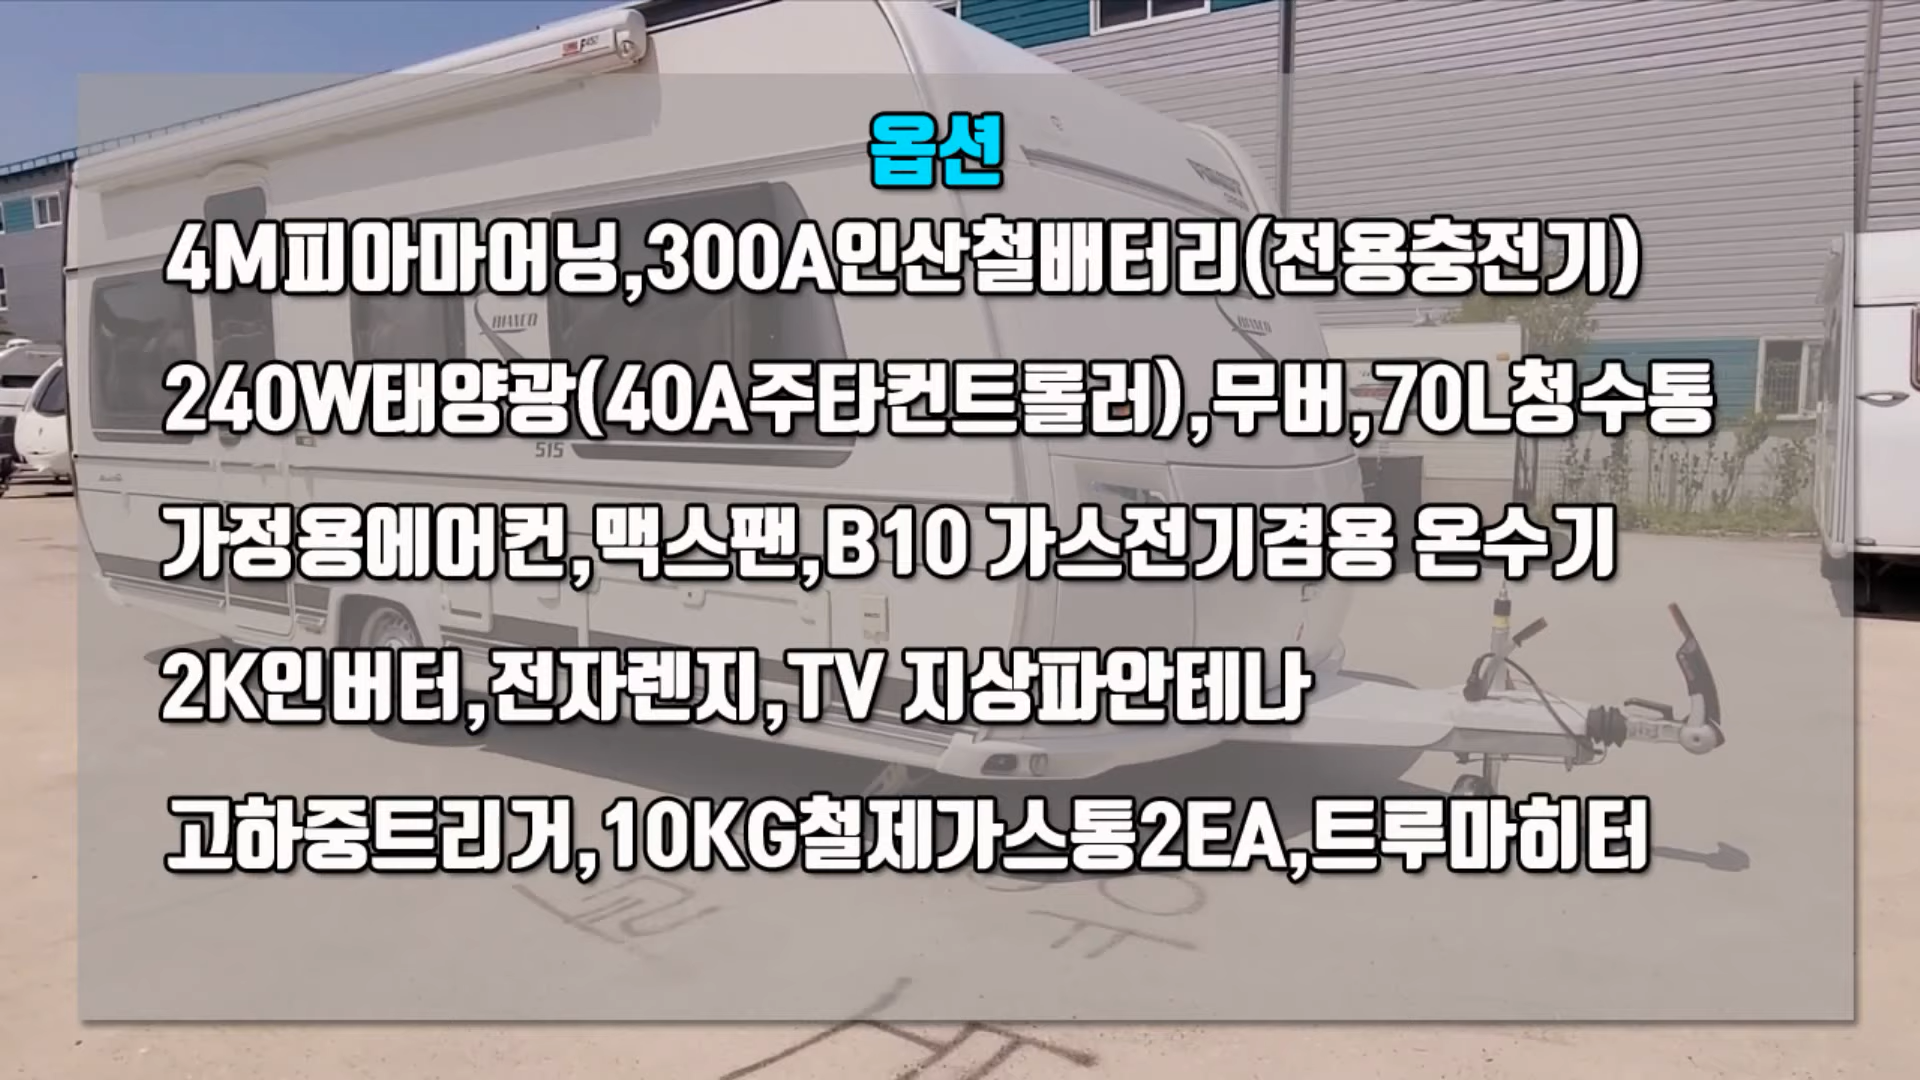 옵션
4M피아마어닝,300A인산철배터리(전용충전기)
240W태양광(40A주타컨트롤러),무버,70L청수통
가정용에어컨,맥스팬,B10 가스전기겸용 온수기
2K인버터,전자렌지,TV 지상파안테나
고하중트리거,10KG철제가스통2EA,트루마히터
BIANCO
BIANCO
515